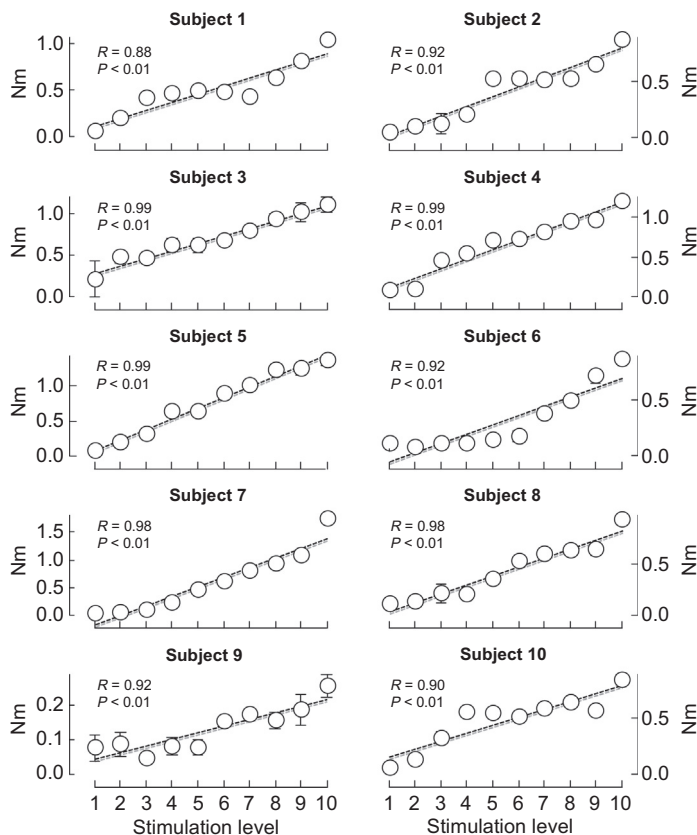 Subject 1
R = 0.88
P < 0.01
1.0
0.5
0.0
Nm
Subject 2
R = 0.92
P < 0.01
0.5
0
Nm
Subject 3
R = 0.99
P < 0.01
1.0
0.5
0.0
Nm
Subject 4
R = 0.99
P < 0.01
1.0
0.5
0
Nm
Subject 5
R = 0.99
P < 0.01
1.0
0.5
0.0
Nm
Subject 6
R = 0.92
P < 0.01
0.5
0
Nm
Subject 7
R = 0.98
P < 0.01
1.5
1.0
0.5
0.0
Nm
Subject 8
R = 0.98
P < 0.01
0.5
0
Nm
Subject 9
R = 0.92
P < 0.01
0.2
0.1
0.0
Nm
1 2 3 4 5 6 7 8 9 10
Stimulation level
Subject 10
R = 0.90
P < 0.01
0.5
0
Nm
1 2 3 4 5 6 7 8 9 10
Stimulation level